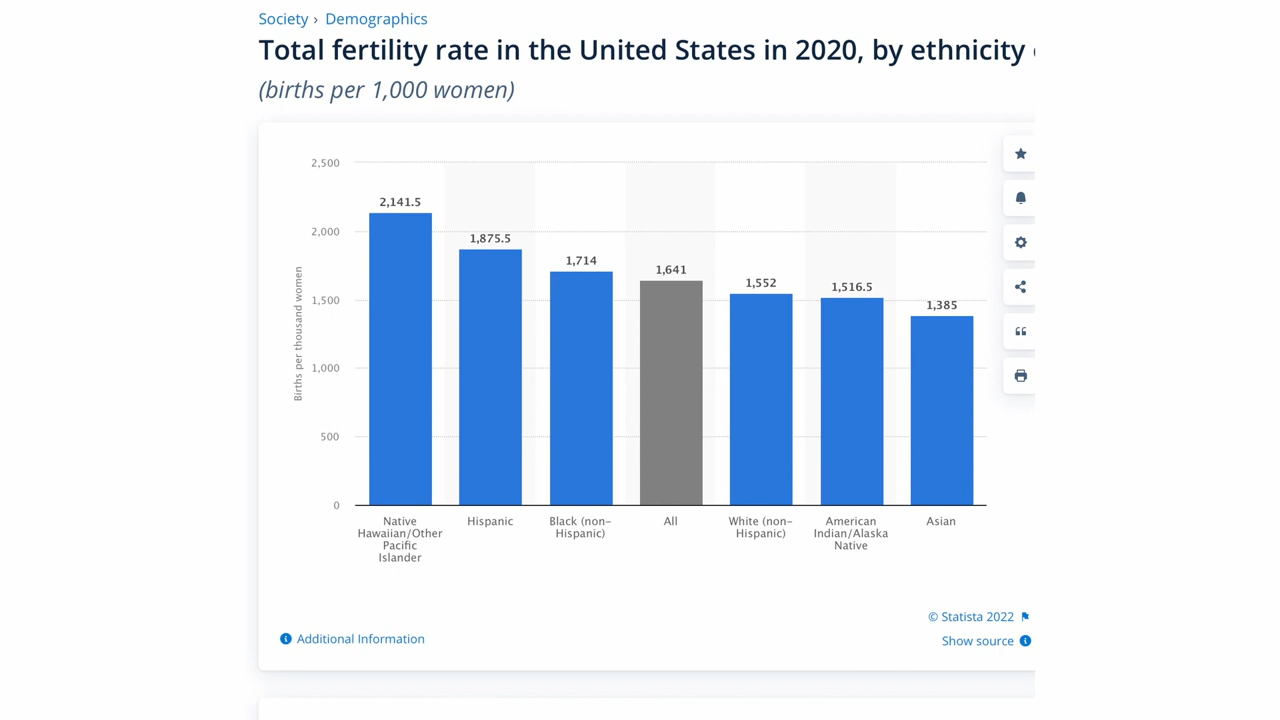 Society › Demographics
Total fertility rate in the United States in 2020, by ethnicity
(births per 1,000 women)
2,500
2,000
1,500
1,000
500
0
Births per thousand women
2,141.5
1,875.5
1,714
1,641
1,552
1,516.5
1,385
Native
Hawaiian/Other
Pacific
Islander
Hispanic
Black (non-
Hispanic)
All
White (non-
Hispanic)
American
Indian/Alaska
Native
Asian
© Statista 2022
Additional Information
Show source